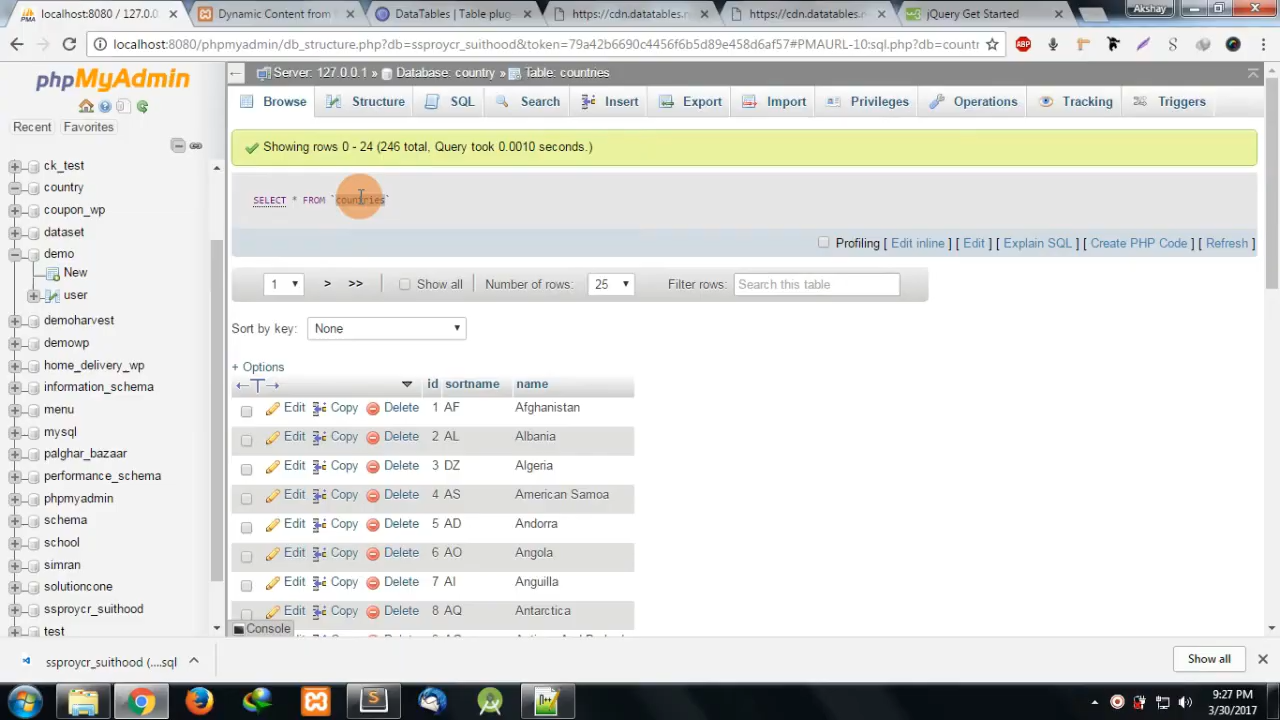 localhost:8080 / 127.0.0.
Dynamic Content from
DataTables | Table plug
https://cdn.datatables.n
https://cdn.datatables.n
jQuery Get Started
Akshay
localhost:8080/phpmyadmin/db_structure.php?db=ssproycr_suithood&token=79a42b6690c4456f6b5d89e458d6af57#PMAURL-10:sql.php?db=countr
phpMyAdmin
Recent
Favorites
ck_test
country
coupon_wp
dataset
demo
New
user
demoharvest
demowp
home_delivery_wp
information_schema
menu
mysql
palghar_bazaar
performance_schema
phpmyadmin
schema
school
simran
solutioncone
ssproycr_suithood
test
Server: 127.0.0.1 » Database: country » Table: countries
Browse
Structure
SQL
Search
Insert
Export
Import
Privileges
Operations
Tracking
Triggers
Showing rows 0 - 24 (246 total, Query took 0.0010 seconds.)
SELECT * FROM `countries`
Profiling [ Edit inline ] [ Edit ] [ Explain SQL ] [ Create PHP Code ] [ Refresh ]
1 > >> Show all Number of rows: 25 Filter rows: Search this table
Sort by key: None
+ Options
id sortname name
Edit Copy Delete 1 AF Afghanistan
Edit Copy Delete 2 AL Albania
Edit Copy Delete 3 DZ Algeria
Edit Copy Delete 4 AS American Samoa
Edit Copy Delete 5 AD Andorra
Edit Copy Delete 6 AO Angola
Edit Copy Delete 7 AI Anguilla
Edit Copy Delete 8 AQ Antarctica
Console
ssproycr_suithood (....sql
Show all
9:27 PM
3/30/2017